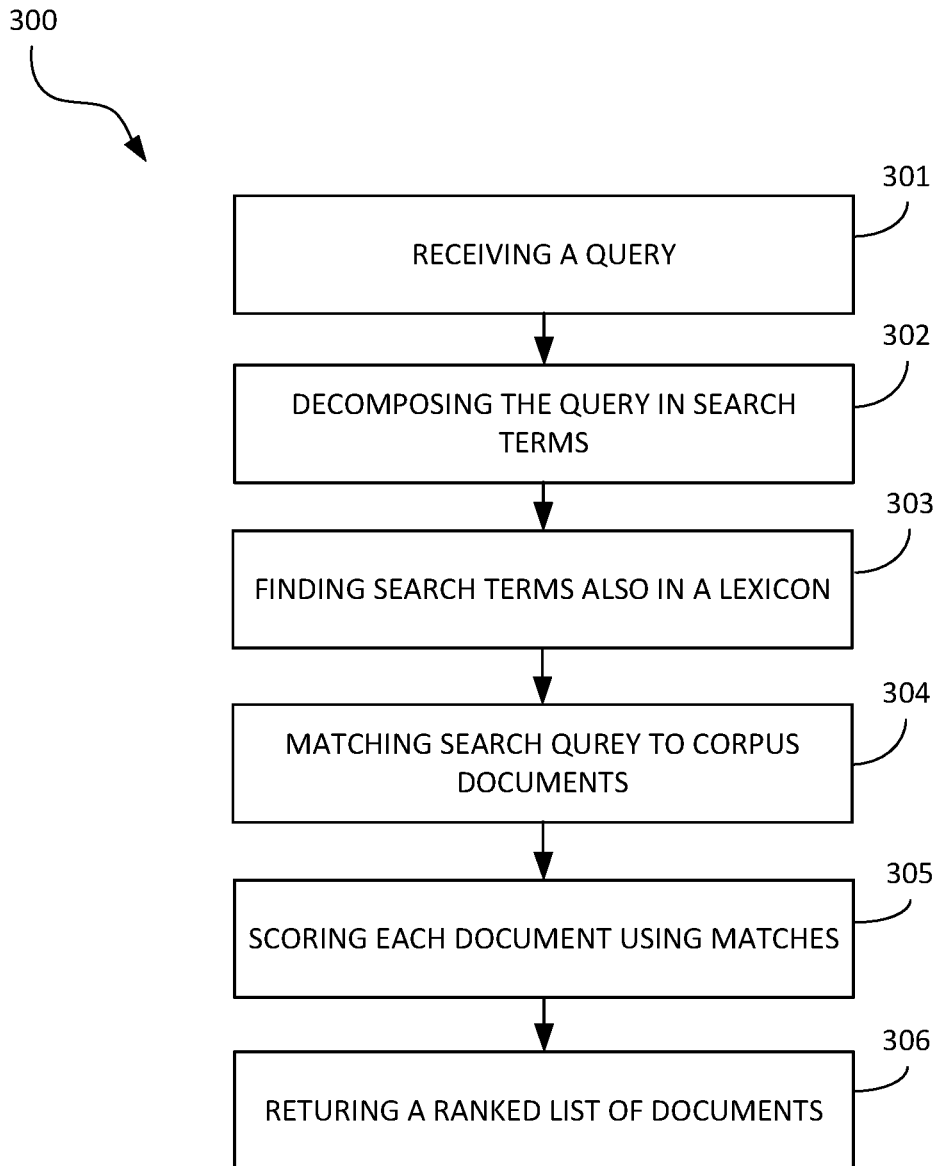 300
301
RECEIVING A QUERY
302
DECOMPOSING THE QUERY IN SEARCH
TERMS
303
FINDING SEARCH TERMS ALSO IN A LEXICON
304
MATCHING SEARCH QUREY TO CORPUS
DOCUMENTS
305
SCORING EACH DOCUMENT USING MATCHES
306
RETURING A RANKED LIST OF DOCUMENTS